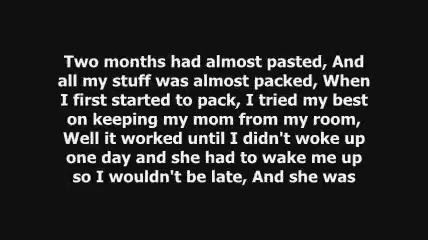 Two months had almost pasted, And
all my stuff was almost packed, When
I first started to pack, I tried my best
on keeping my mom from my room,
Well it worked until I didn't woke up
one day and she had to wake me up
so I wouldn't be late, And she was